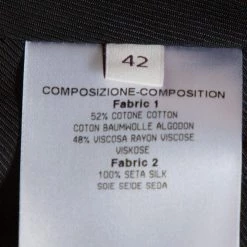 42
COMPOSIZIONE-COMPOSITION
Fabric 1
52% COTONE COTTON
COTON BAUMWOLLE ALGODON
48% VISCOSA RAYON VISCOSE
VISKOSE
Fabric 2
100% SETA SILK
SOIE SEIDE SEDA